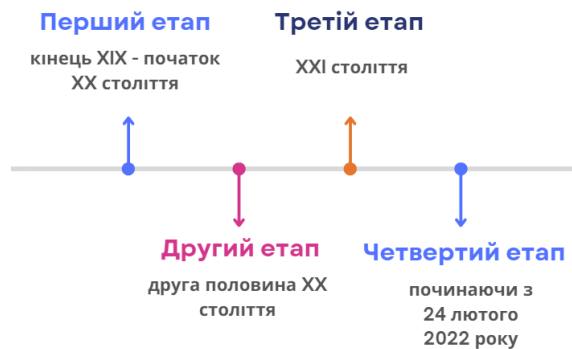 Перший етап
кінець XIX - початок
XX століття
Другий етап
друга половина XX
століття
Третій етап
XXI століття
Четвертий етап
починаючи з
24 лютого
2022 року